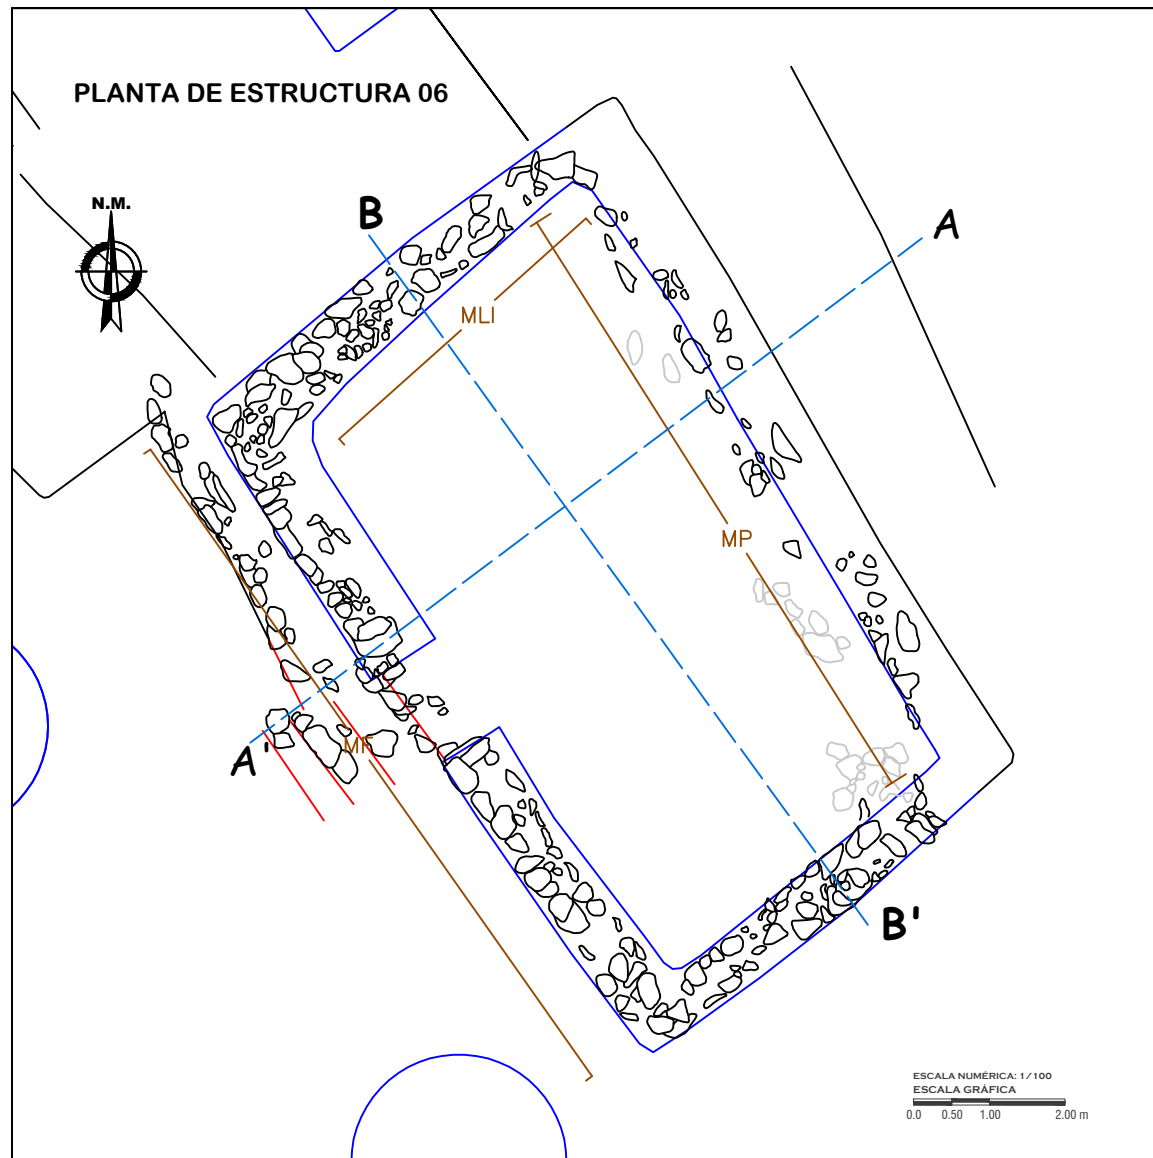 PLANTA DE ESTRUCTURA 06
N.M.
B
A
MLI
MP
A'
MF
B'
ESCALA NUMÉRICA: 1/100
ESCALA GRÁFICA
0.0 0.50 1.00 2.00 m